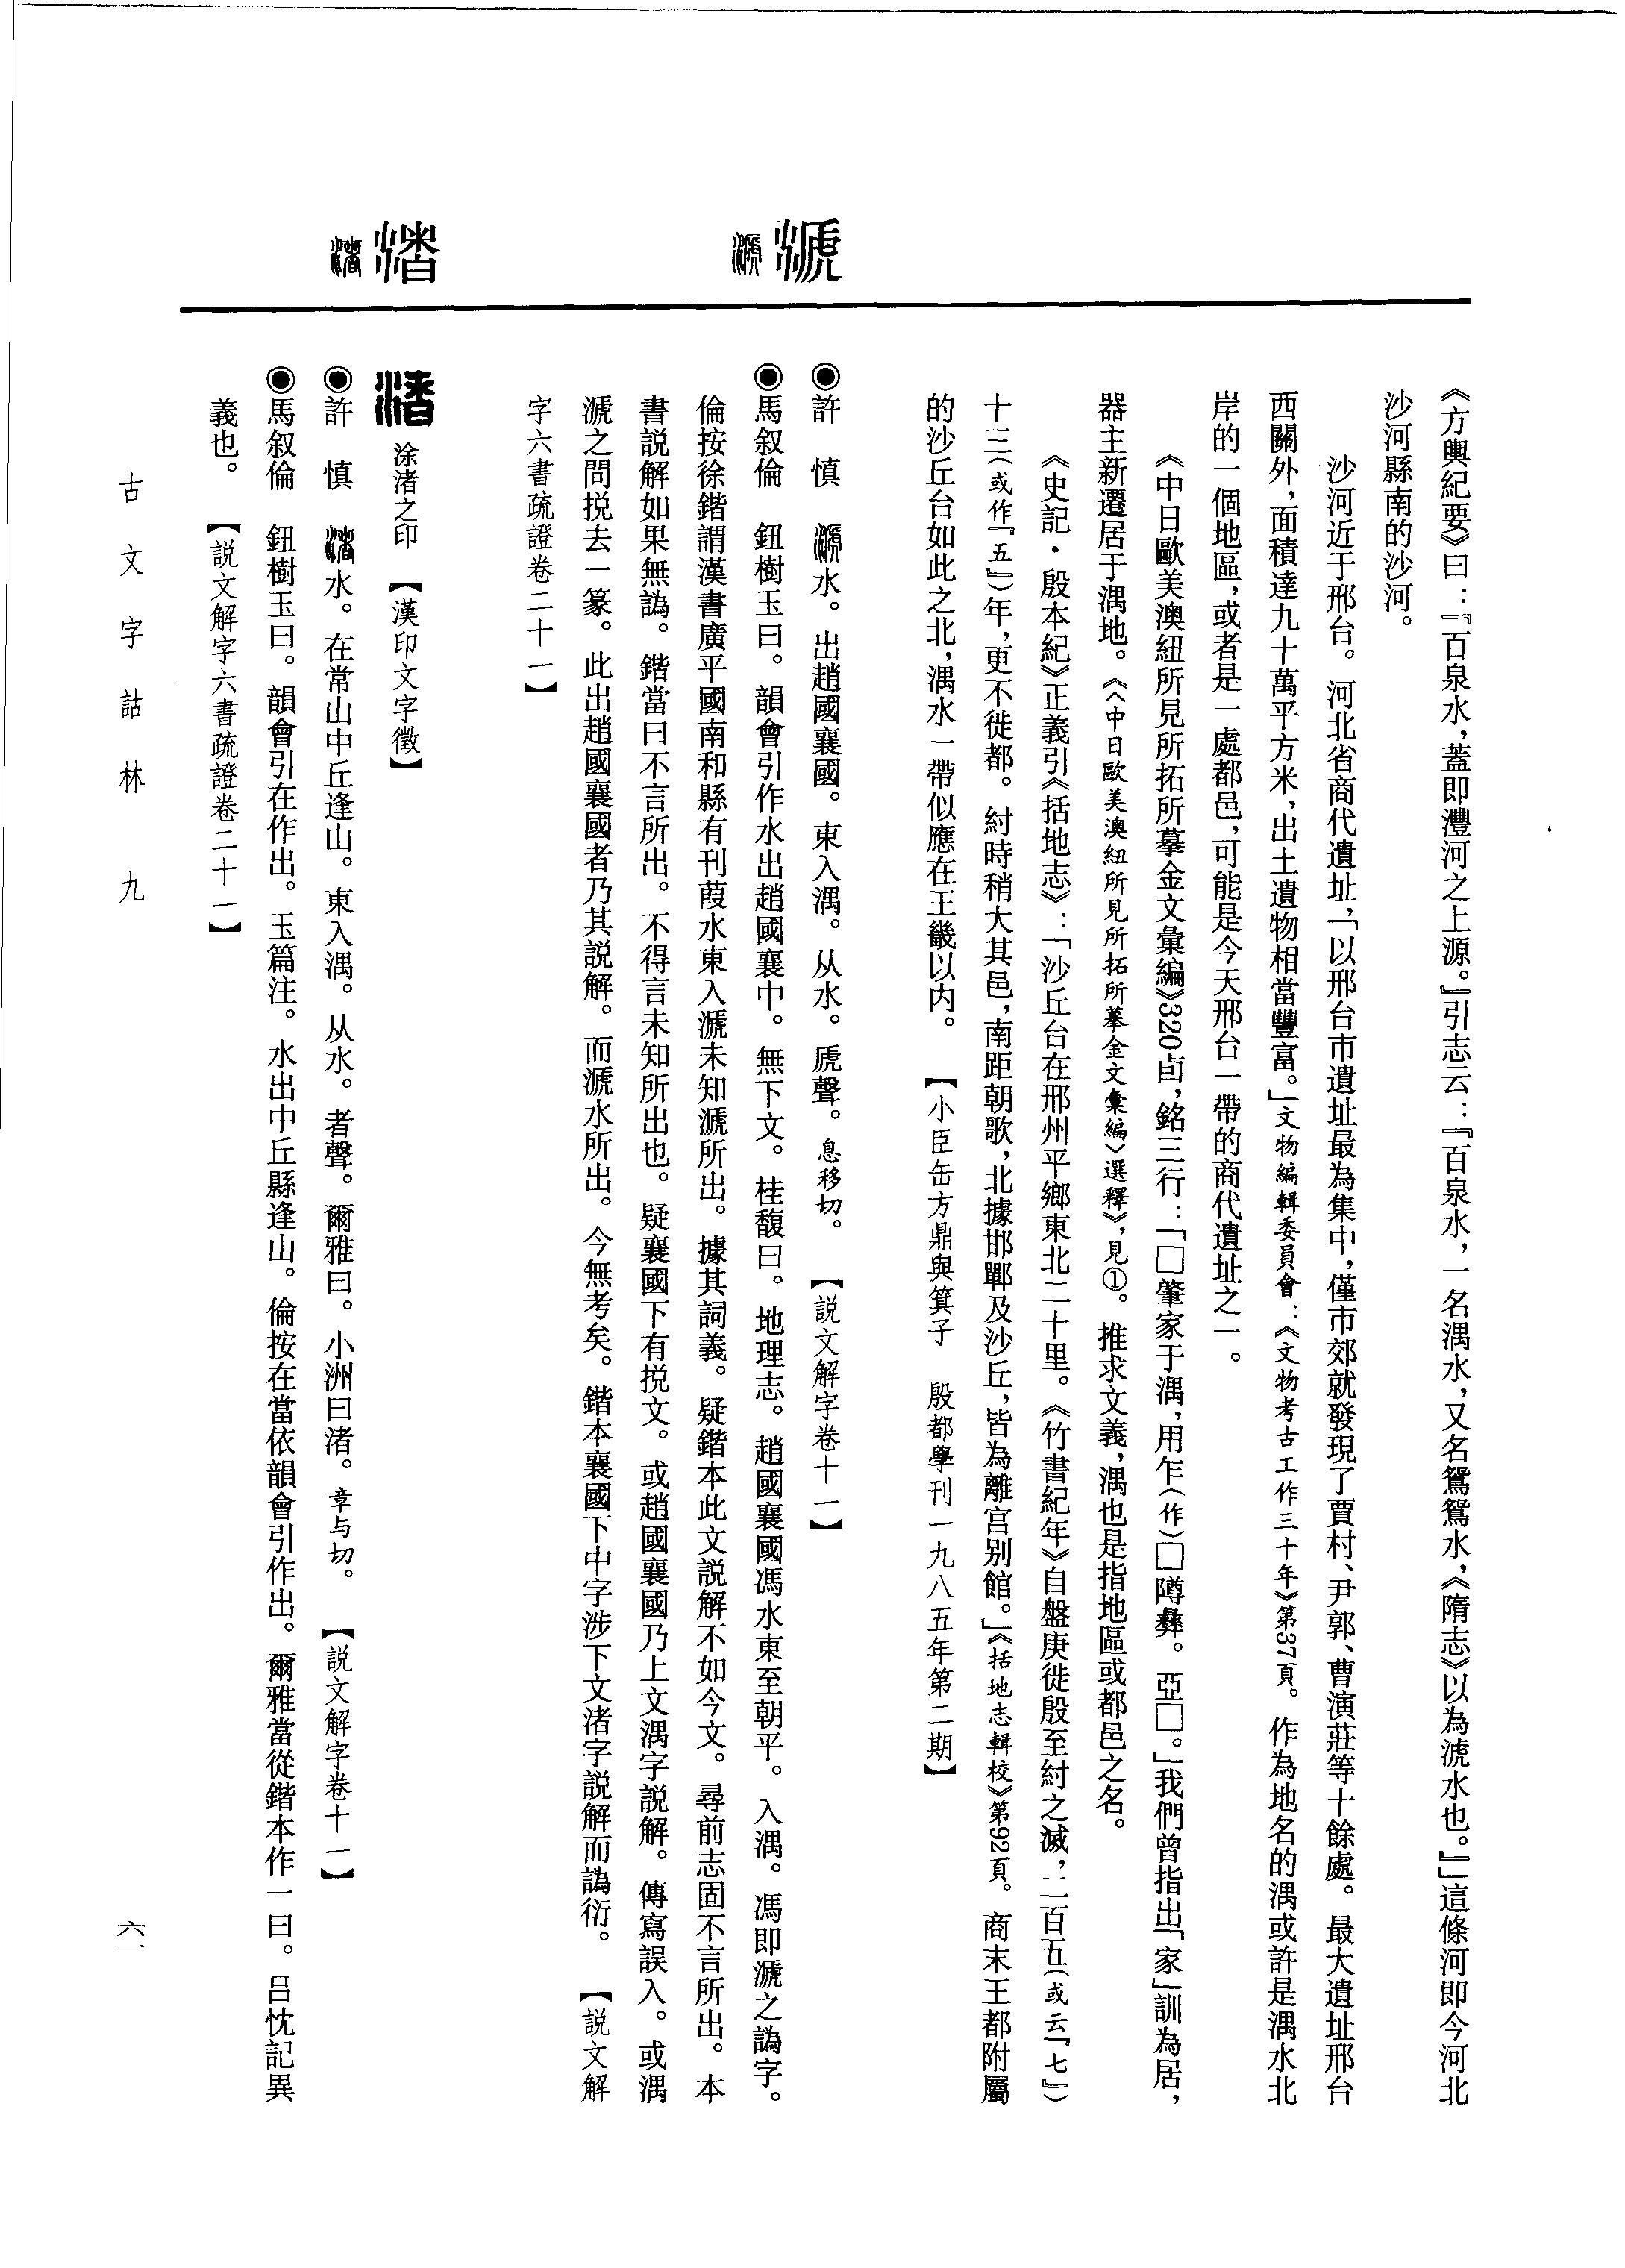 《方輿紀要》曰：『百泉水，蓋即灃河之上源。』引志云：『百泉水，一名渪水，又名鴛鴦水，《隋志》以為淲水也。』」這條河即今河北
沙河縣南的沙河。
沙河近于邢台。河北省商代遺址，「以邢台市遺址最為集中，僅市郊就發現了賈村、尹郭、曹演莊等十餘處。最大遺址邢台
西關外，面積達九十萬平方米，出土遺物相當豐富。」文物編輯委員會：《文物考古工作三十年》第37頁。作為地名的渪或許是渪水北
岸的一個地區，或者是一處都邑，可能是今天邢台一帶的商代遺址之一。
《中日歐美澳紐所見所拓所摹金文彙編》320卣，銘三行：「□肇家于渪，用乍（作）□障彝。亞□。」我們曾指出「家」訓為居，
器主新遷居于渪地。《〈中日歐美澳紐所見所拓所摹金文彙編〉選釋》，見①。推求文義，渪也是指地區或都邑之名。
《史記·殷本紀》正義引《括地志》：「沙丘台在邢州平鄉東北二十里。《竹書紀年》自盤庚徙殷至紂之滅，二百五（或云『七』）
十三（或作『五』）年，更不徙都。紂時稍大其邑，南距朝歌，北據邯鄲及沙丘，皆為離宮別館。」《括地志輯校》第92頁。商末王都附屬
的沙丘台如此之北，渪水一帶似應在王畿以内。【小臣缶方鼎與箕子　殷都學刊一九八五年第二期】
㴲
◉許　慎　㴲水。出趙國襄國。東入渪。从水。虒聲。息移切。【説文解字卷十一】
◉馬叙倫　鈕樹玉曰。韻會引作水出趙國襄中。無下文。桂馥曰。地理志。趙國襄國馮水東至朝平。入渪。馮即㴲之譌字。
倫按徐鍇謂漢書廣平國南和縣有刊葭水東入㴲未知㴲所出。據其詞義。疑鍇本此文説解不如今文。尋前志固不言所出。本
書説解如果無譌。鍇當曰不言所出。不得言未知所出也。疑襄國下有挩文。或趙國襄國乃上文渪字説解。傳寫誤入。或渪
㴲之間挩去一篆。此出趙國襄國者乃其説解。而㴲水所出。今無考矣。鍇本襄國下中字涉下文渚字説解而譌衍。【説文解
字六書疏證卷二十一】
渚
涂渚之印【漢印文字徵】
◉許　慎　渚水。在常山中丘逢山。東入渪。从水。者聲。爾雅曰。小洲曰渚。章与切。【説文解字卷十一】
◉馬叙倫　鈕樹玉曰。韻會引在作出。玉篇注。水出中丘縣逢山。倫按在當依韻會引作出。爾雅當從鍇本作一曰。吕忱記異
義也。【説文解字六書疏證卷二十一】
古文字詁林　九
六一